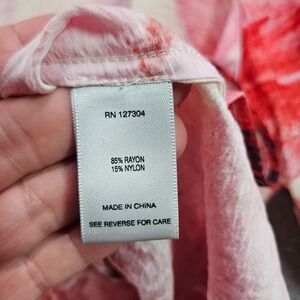 RN 127304
85% RAYON
15% NYLON
MADE IN CHINA
SEE REVERSE FOR CARE